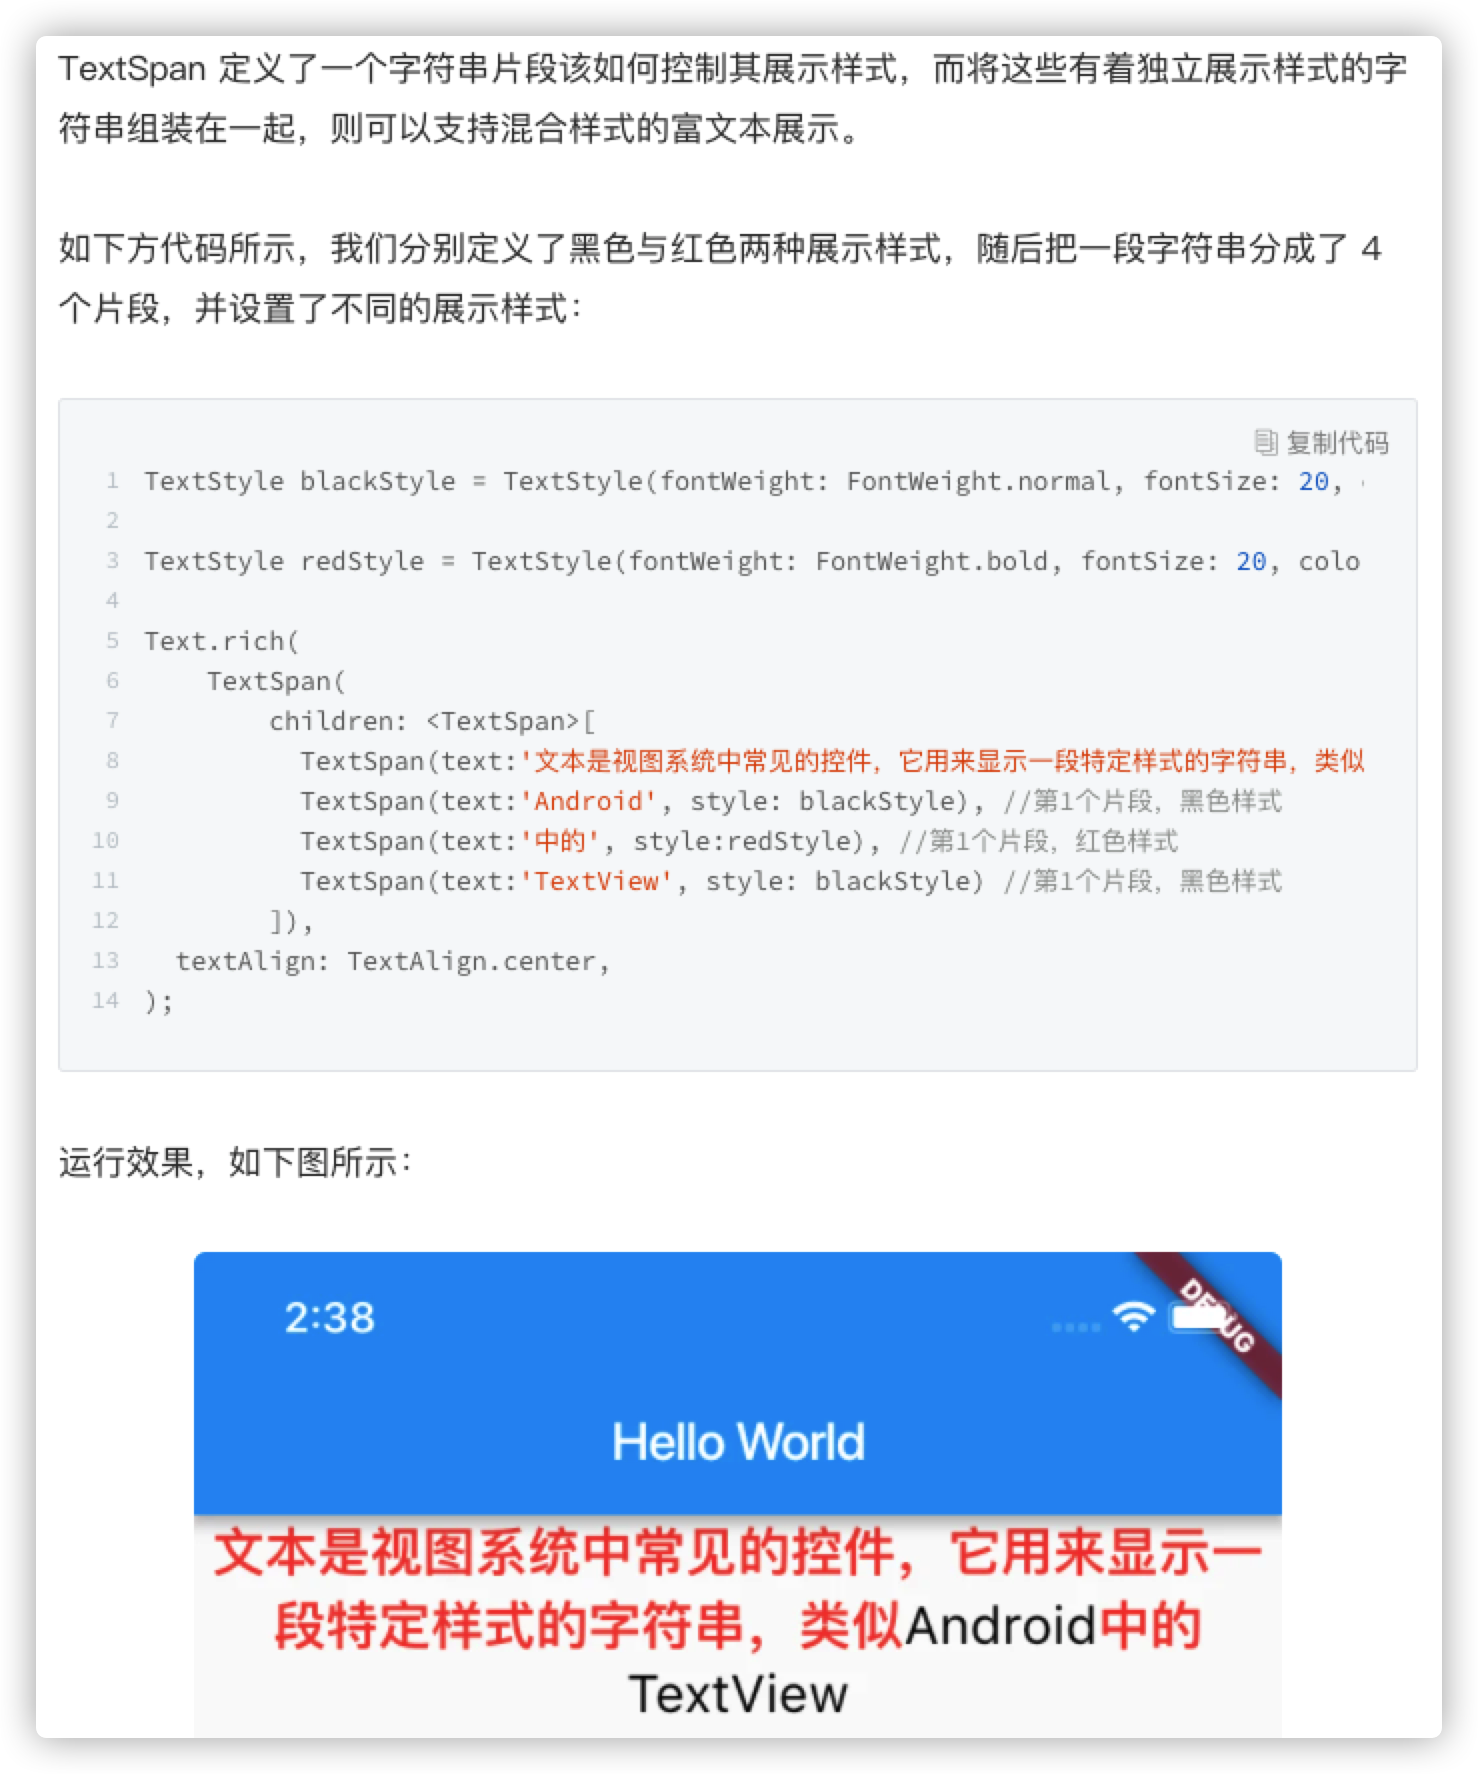 TextSpan 定义了一个字符串片段该如何控制其展示样式，而将这些有着独立展示样式的字
符串组装在一起，则可以支持混合样式的富文本展示。
如下方代码所示，我们分别定义了黑色与红色两种展示样式，随后把一段字符串分成了 4
个片段，并设置了不同的展示样式：
复制代码
1 TextStyle blackStyle = TextStyle(fontWeight: FontWeight.normal, fontSize: 20,
2
3 TextStyle redStyle = TextStyle(fontWeight: FontWeight.bold, fontSize: 20, colo
4
5 Text.rich(
6     TextSpan(
7         children: <TextSpan>[
8           TextSpan(text:'文本是视图系统中常见的控件，它用来显示一段特定样式的字符串，类似
9           TextSpan(text:'Android', style: blackStyle), //第1个片段，黑色样式
10           TextSpan(text:'中的', style:redStyle), //第1个片段，红色样式
11           TextSpan(text:'TextView', style: blackStyle) //第1个片段，黑色样式
12         ]),
13   textAlign: TextAlign.center,
14 );
运行效果，如下图所示：
2:38
DEBUG
Hello World
文本是视图系统中常见的控件，它用来显示一
段特定样式的字符串，类似Android中的
TextView